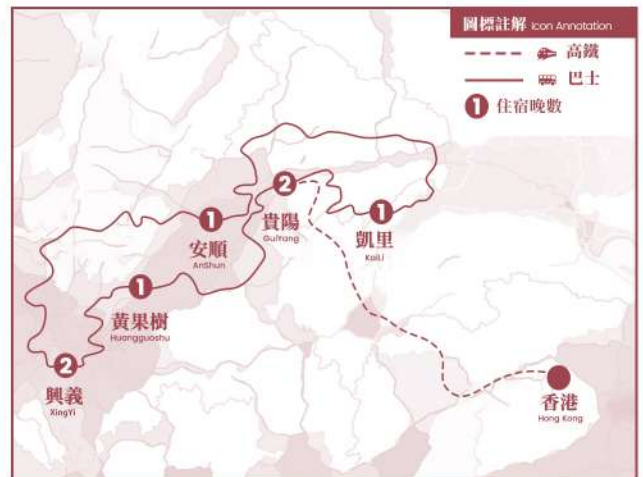 圖標註解 Icon Annotation
高鐵
巴士
1 住宿晚數
2
貴陽
GuiYang
1
凱里
KaiLi
1
安順
AnShun
1
黃果樹
Huangguoshu
2
興義
XingYi
香港
Hong Kong